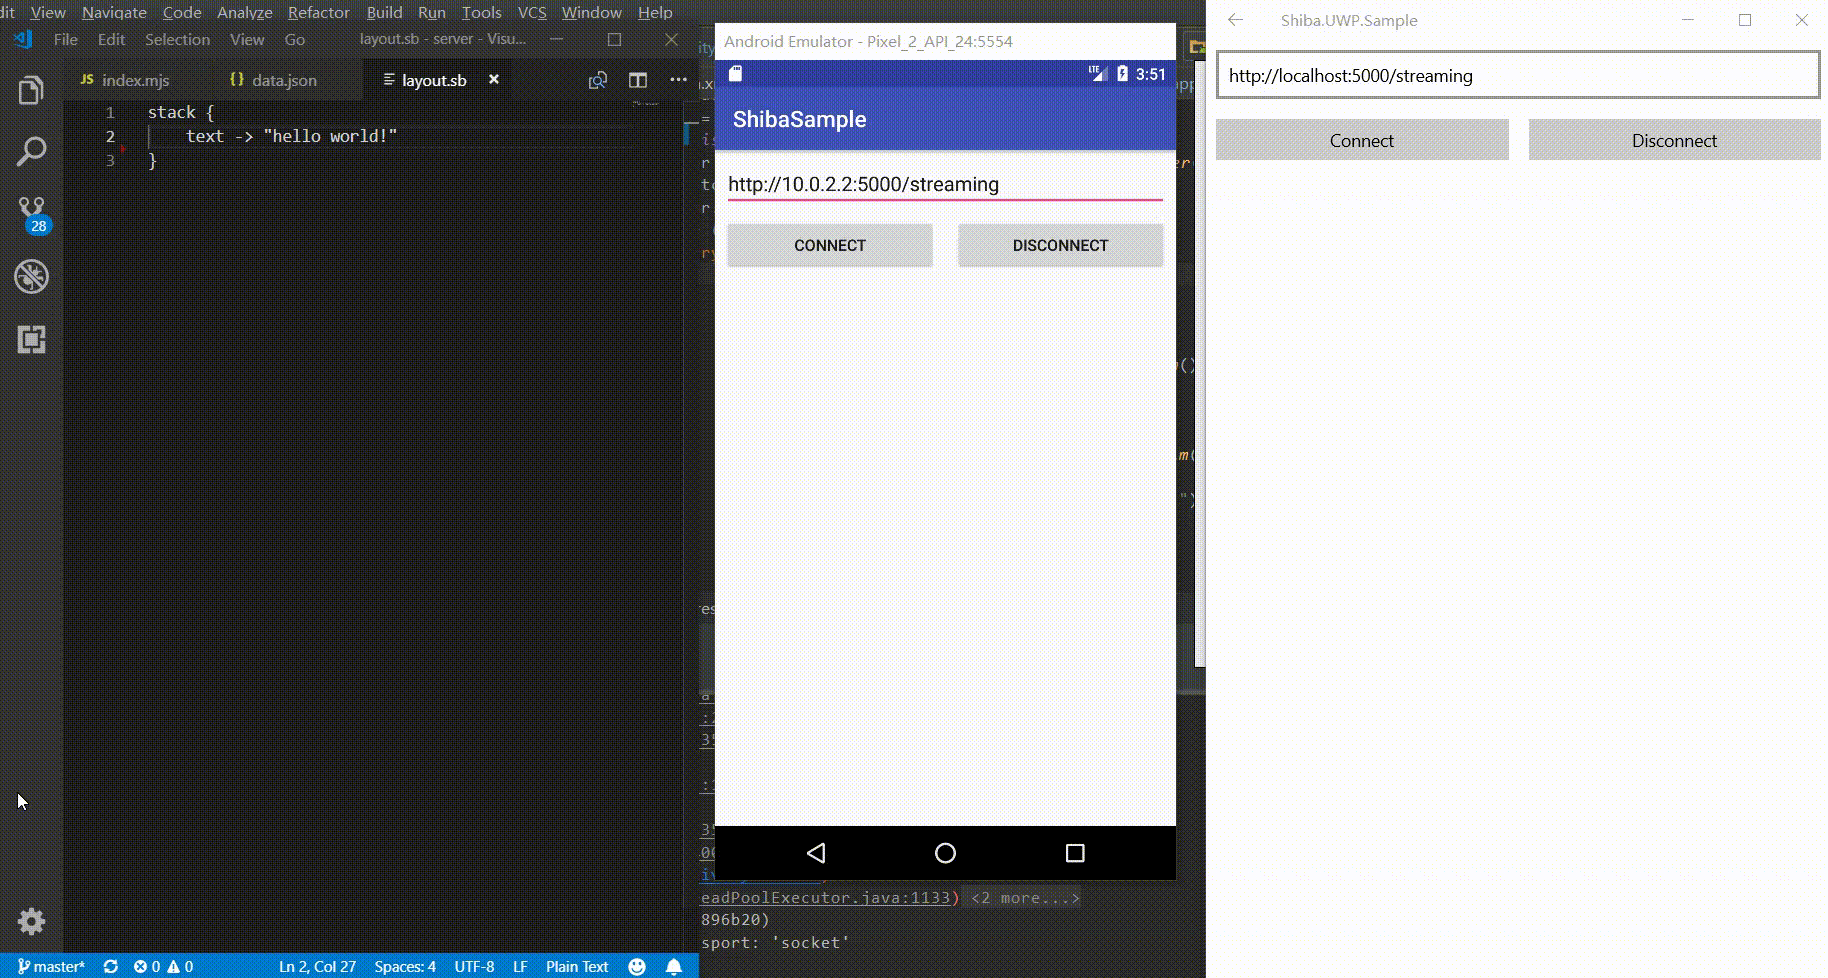 dit View Navigate Code Analyze Refactor Build Run Tools VCS Window Help
File Edit Selection View Go layout.sb - server - Visu...
JS index.mjs {} data.json layout.sb
1 stack {
2 text -> "hello world!"
3 }
28
master* 0 0 Ln 2, Col 27 Spaces: 4 UTF-8 LF Plain Text
Android Emulator - Pixel_2_API_24:5554
LTE 3:51
ShibaSample
http://10.0.2.2:5000/streaming
CONNECT DISCONNECT
eadPoolExecutor.java:1133) <2 more...>
896b20)
sport: 'socket'
Shiba.UWP.Sample
http://localhost:5000/streaming
Connect Disconnect